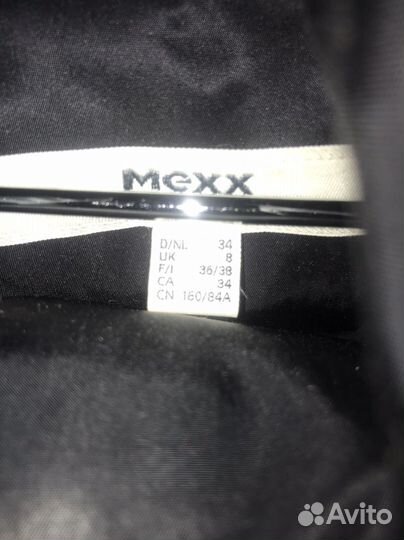 Mexx
D/NL 34
UK 8
F/I 36/38
CA 34
CN 160/84A
Avito